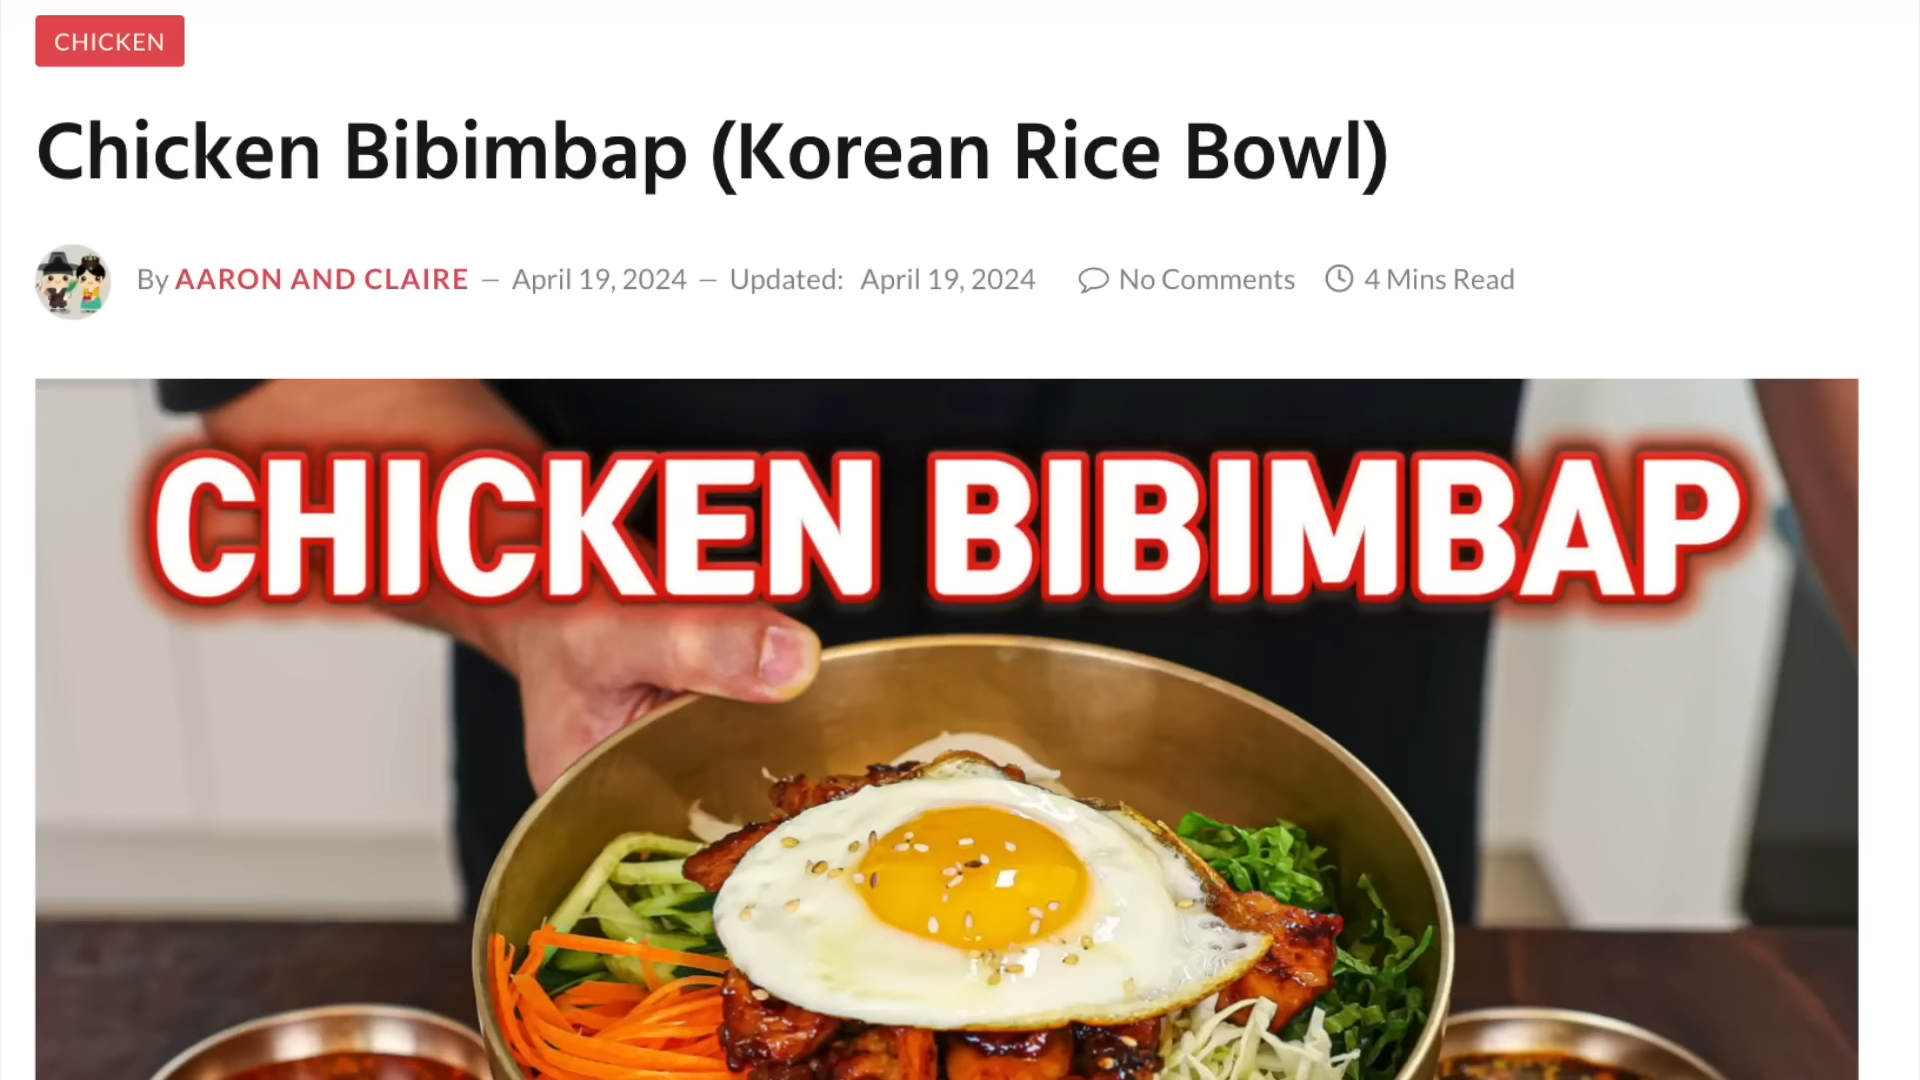 CHICKEN
Chicken Bibimbap (Korean Rice Bowl)
By AARON AND CLAIRE — April 19, 2024 — Updated: April 19, 2024 No Comments 4 Mins Read
CHICKEN BIBIMBAP